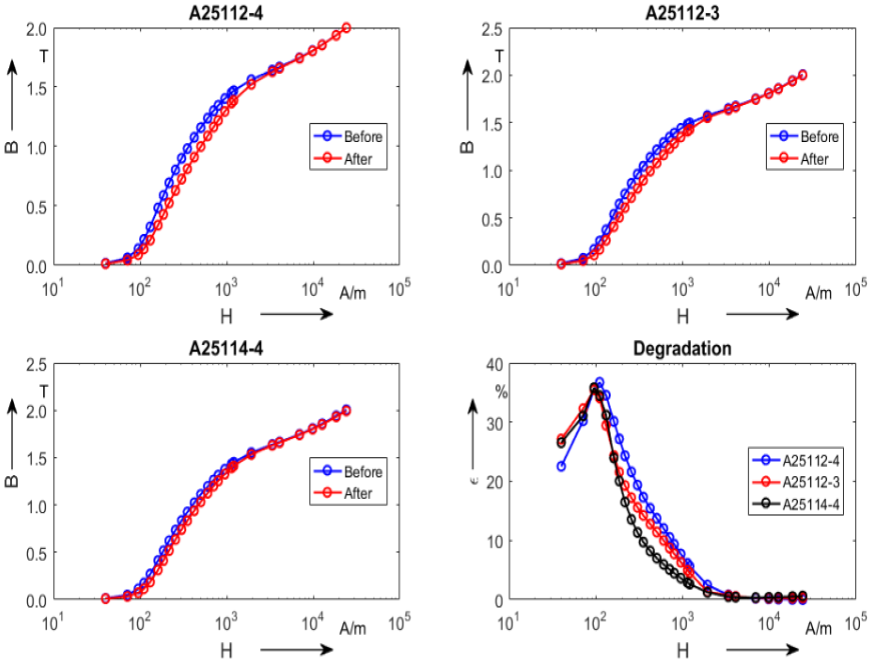 A25112-4
2.0
T
1.5
1.0
0.5
0.0
B
Before
After
10^1
10^2
10^3
10^4
10^5
A/m
H
A25112-3
2.5
T
2.0
1.5
1.0
0.5
0.0
B
Before
After
10^1
10^2
10^3
10^4
10^5
A/m
H
A25114-4
2.5
T
2.0
1.5
1.0
0.5
0.0
B
Before
After
10^1
10^2
10^3
10^4
10^5
A/m
H
Degradation
40
%
30
20
10
0
ϵ
A25112-4
A25112-3
A25114-4
10^1
10^2
10^3
10^4
10^5
A/m
H